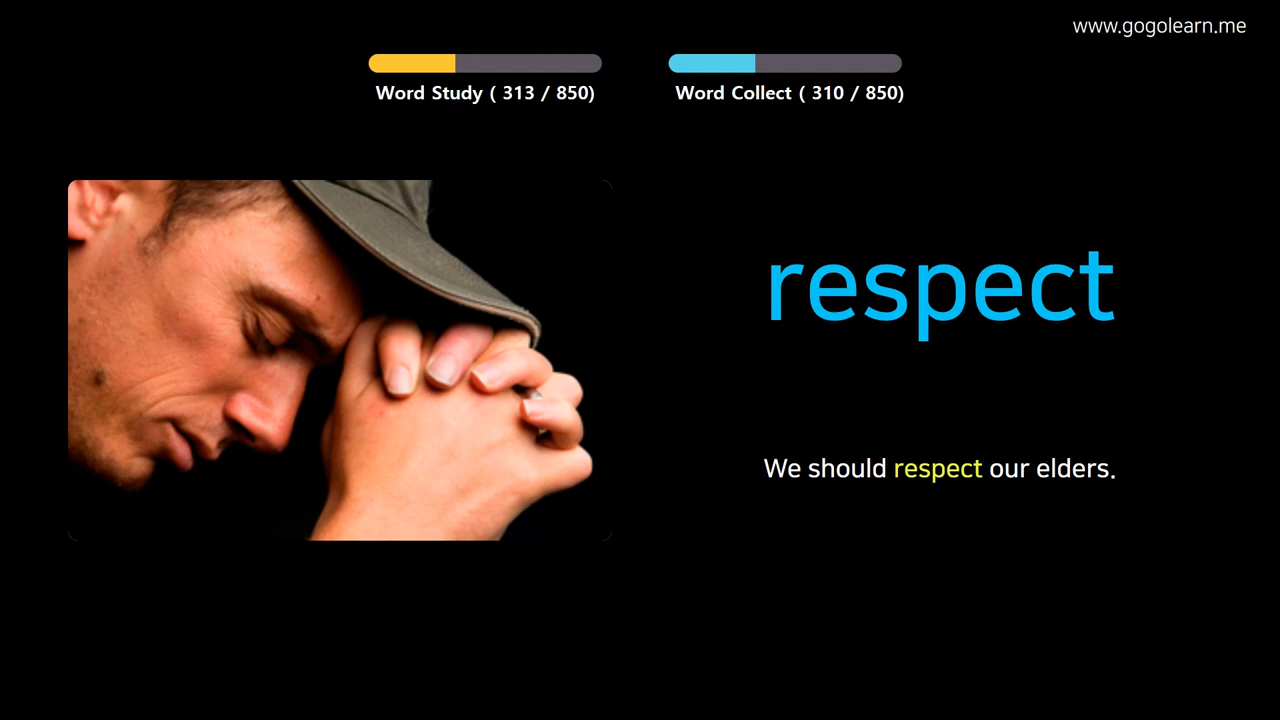 www.gogolearn.me
Word Study ( 313 / 850)
Word Collect ( 310 / 850)
respect
We should respect our elders.